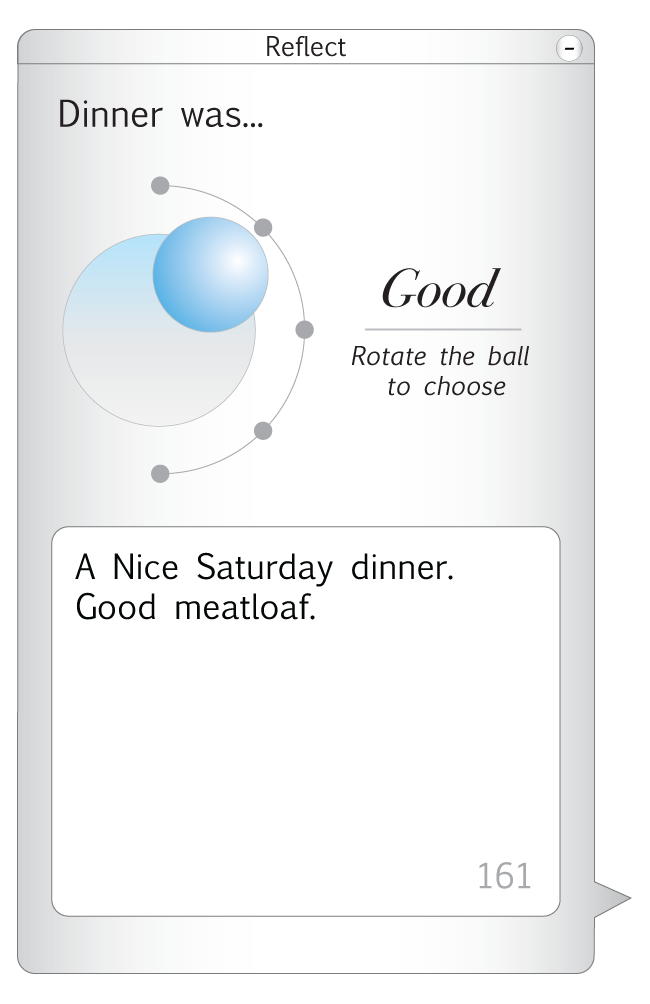 Reflect
-
Dinner was...
Good
Rotate the ball
to choose
A Nice Saturday dinner.
Good meatloaf.
161